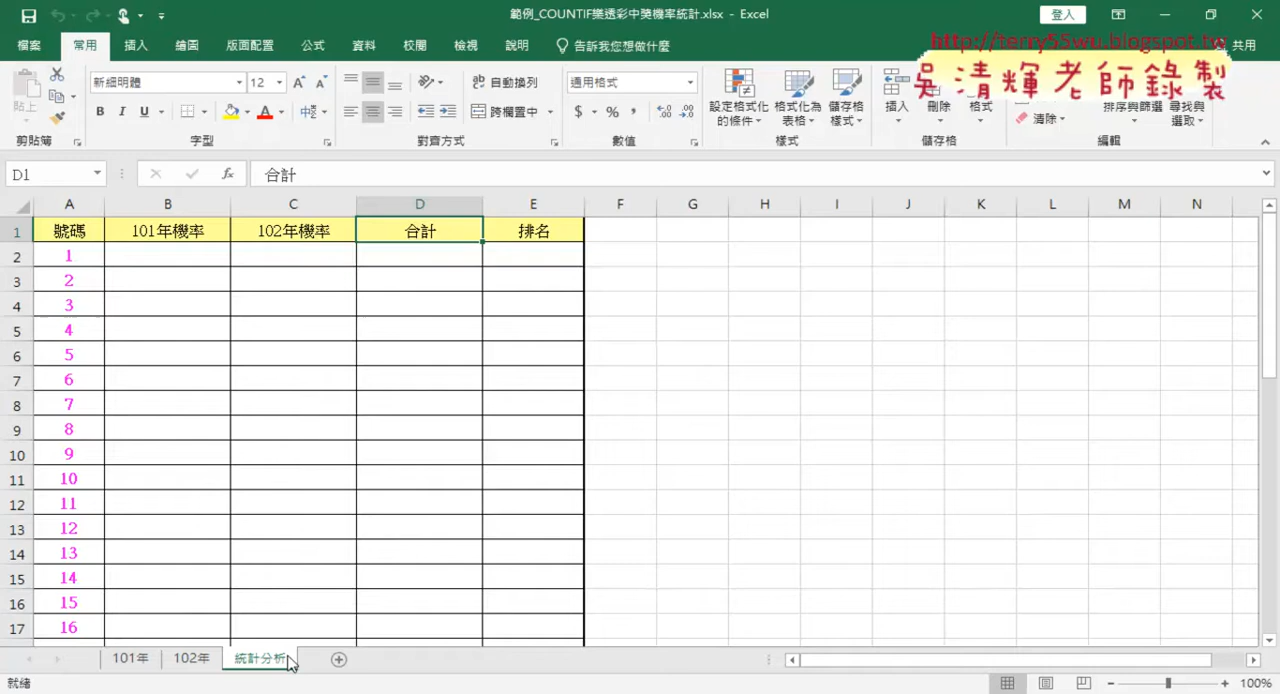 範例_COUNTIF樂透彩中獎機率統計.xlsx - Excel
登入
檔案 常用 插入 繪圖 版面配置 公式 資料 校閱 檢視 說明 告訴我您想做什麼 共用
http://terry55wu.blogspot.tw
吳清輝老師錄製
貼上
新細明體 12
B I U
自動換列
跨欄置中
通用格式
$ % ,
設定格式化的條件 格式化為表格 儲存格樣式
插入 刪除 格式
清除
排序與篩選 尋找與選取
剪貼簿 字型 對齊方式 數值 樣式 儲存格 編輯
D1 fx 合計
A B C D E F G H I J K L M N
1 號碼 101年機率 102年機率 合計 排名
2 1
3 2
4 3
5 4
6 5
7 6
8 7
9 8
10 9
11 10
12 11
13 12
14 13
15 14
16 15
17 16
101年 102年 統計分析
就緒 100%